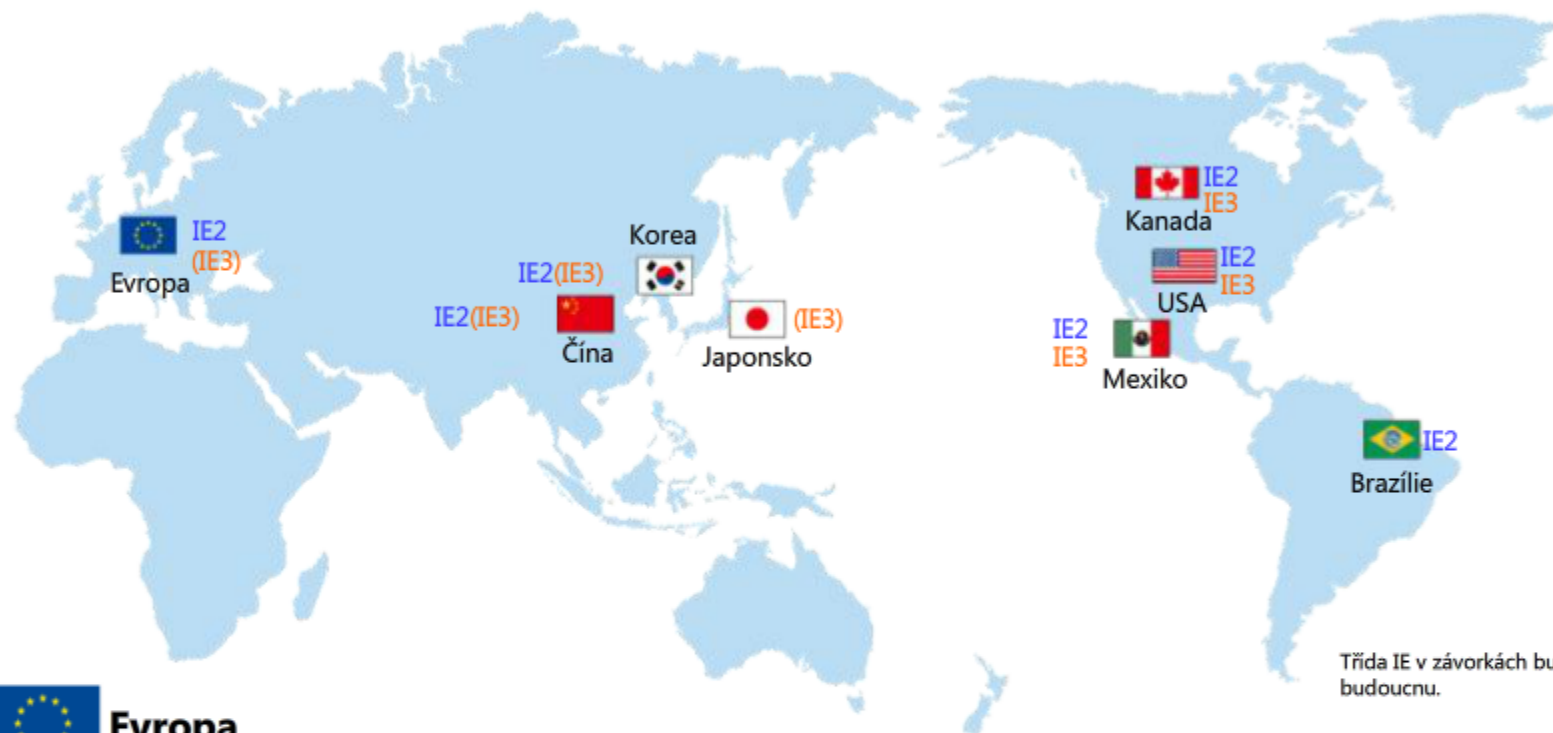 Korea
IE2
(IE3)
Evropa
IE2(IE3)
IE2(IE3)
Čína
(IE3)
Japonsko
IE2
IE3
Kanada
IE2
IE3
USA
IE2
IE3
Mexiko
IE2
Brazílie
Třída IE v závorkách
budoucnu.
Evropa